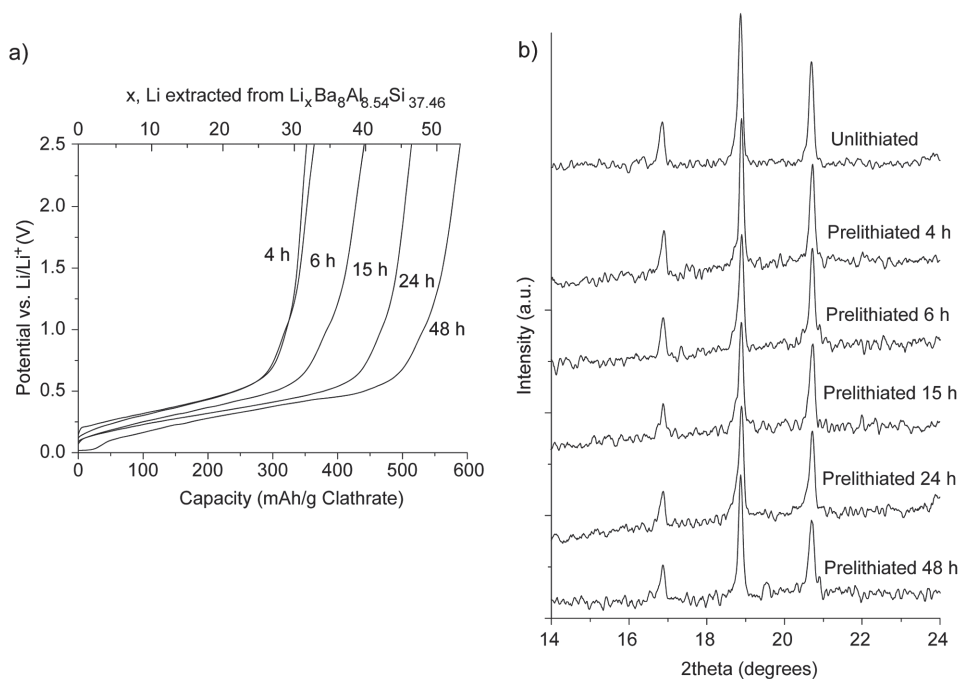 a)
x, Li extracted from LixBa8Al8.54Si37.46
0 10 20 30 40 50
2.5
2.0
1.5
1.0
0.5
0.0
Potential vs. Li/Li+ (V)
4 h
6 h
15 h
24 h
48 h
0 100 200 300 400 500 600
Capacity (mAh/g Clathrate)
b)
Intensity (a.u.)
Unlithiated
Prelithiated 4 h
Prelithiated 6 h
Prelithiated 15 h
Prelithiated 24 h
Prelithiated 48 h
14 16 18 20 22 24
2theta (degrees)